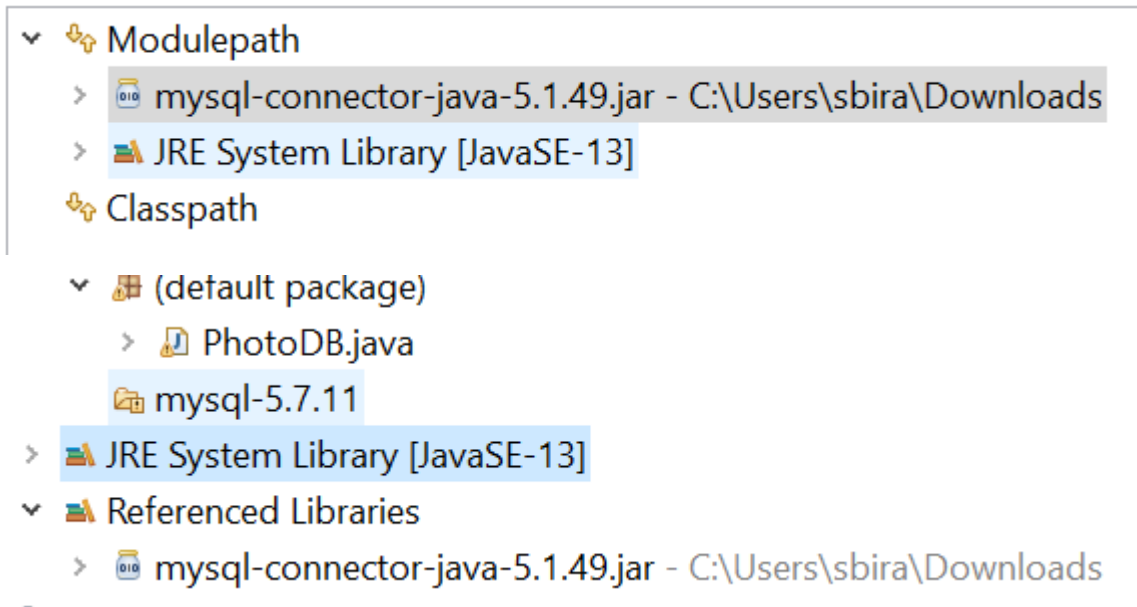 Modulepath
mysql-connector-java-5.1.49.jar - C:\Users\sbira\Downloads
JRE System Library [JavaSE-13]
Classpath
(default package)
PhotoDB.java
mysql-5.7.11
JRE System Library [JavaSE-13]
Referenced Libraries
mysql-connector-java-5.1.49.jar - C:\Users\sbira\Downloads